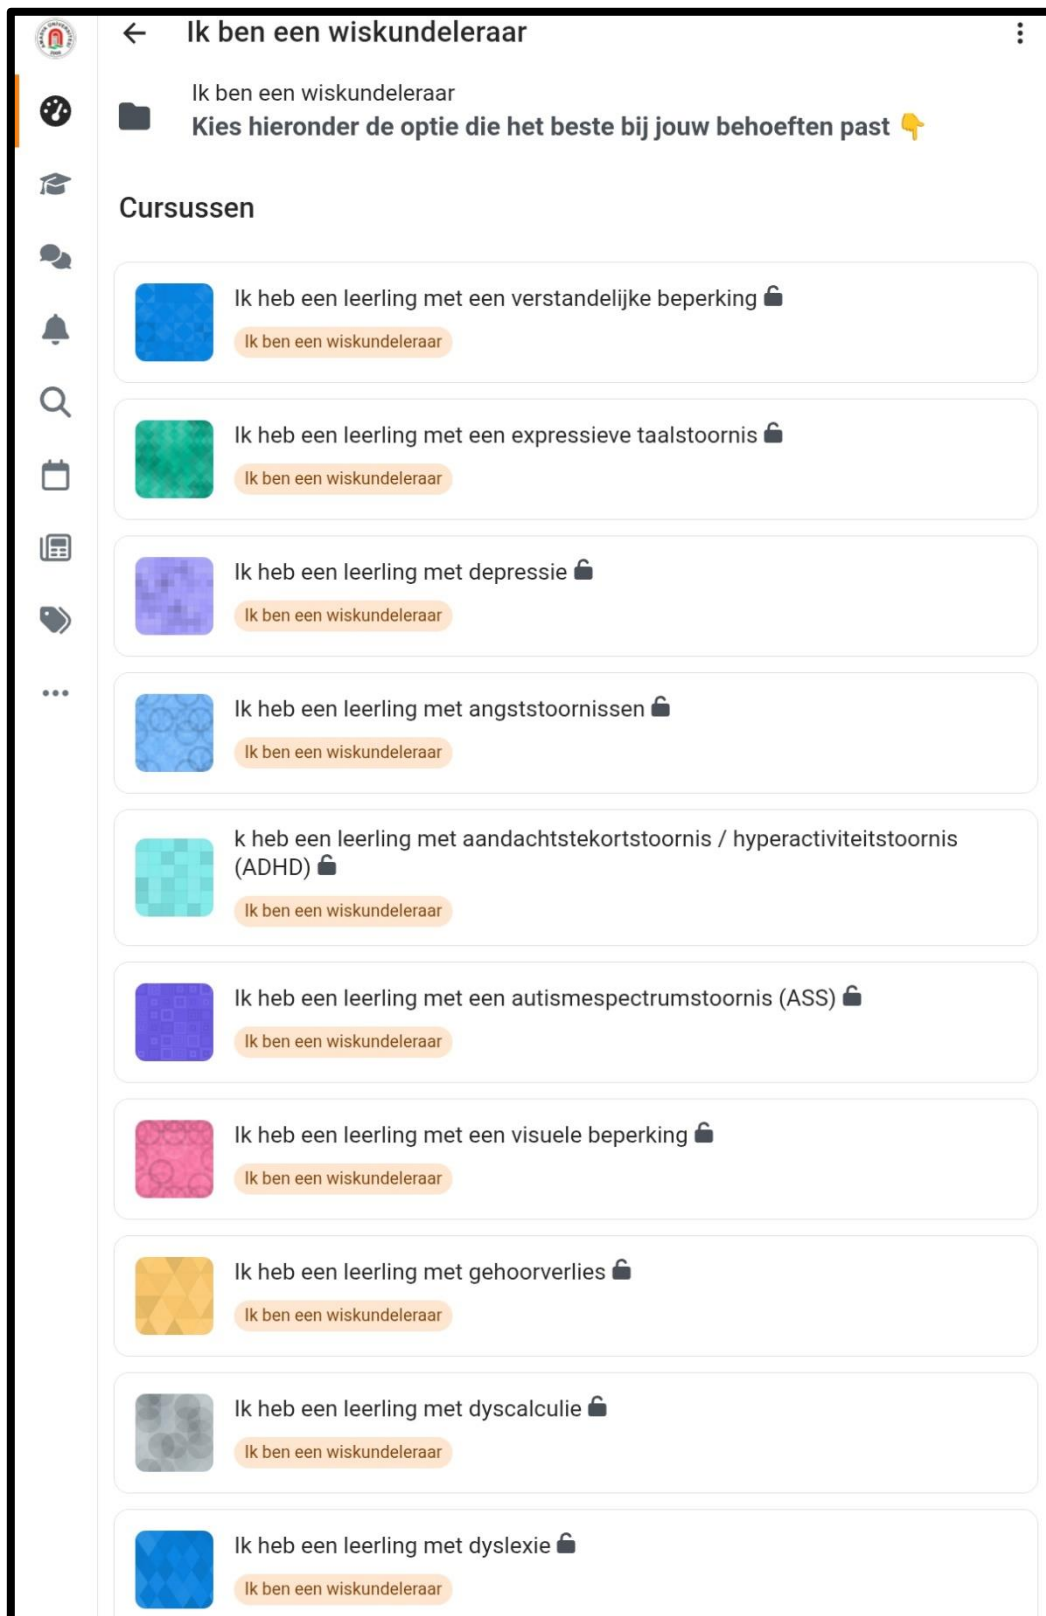 Ik ben een wiskundeleraar
Ik ben een wiskundeleraar
Kies hieronder de optie die het beste bij jouw behoeften past 👇
Cursussen
Ik heb een leerling met een verstandelijke beperking
Ik ben een wiskundeleraar
Ik heb een leerling met een expressieve taalstoornis
Ik ben een wiskundeleraar
Ik heb een leerling met depressie
Ik ben een wiskundeleraar
Ik heb een leerling met angststoornissen
Ik ben een wiskundeleraar
k heb een leerling met aandachtstekortstoornis / hyperactiviteitstoornis
(ADHD)
Ik ben een wiskundeleraar
Ik heb een leerling met een autismespectrumstoornis (ASS)
Ik ben een wiskundeleraar
Ik heb een leerling met een visuele beperking
Ik ben een wiskundeleraar
Ik heb een leerling met gehoorverlies
Ik ben een wiskundeleraar
Ik heb een leerling met dyscalculie
Ik ben een wiskundeleraar
Ik heb een leerling met dyslexie
Ik ben een wiskundeleraar